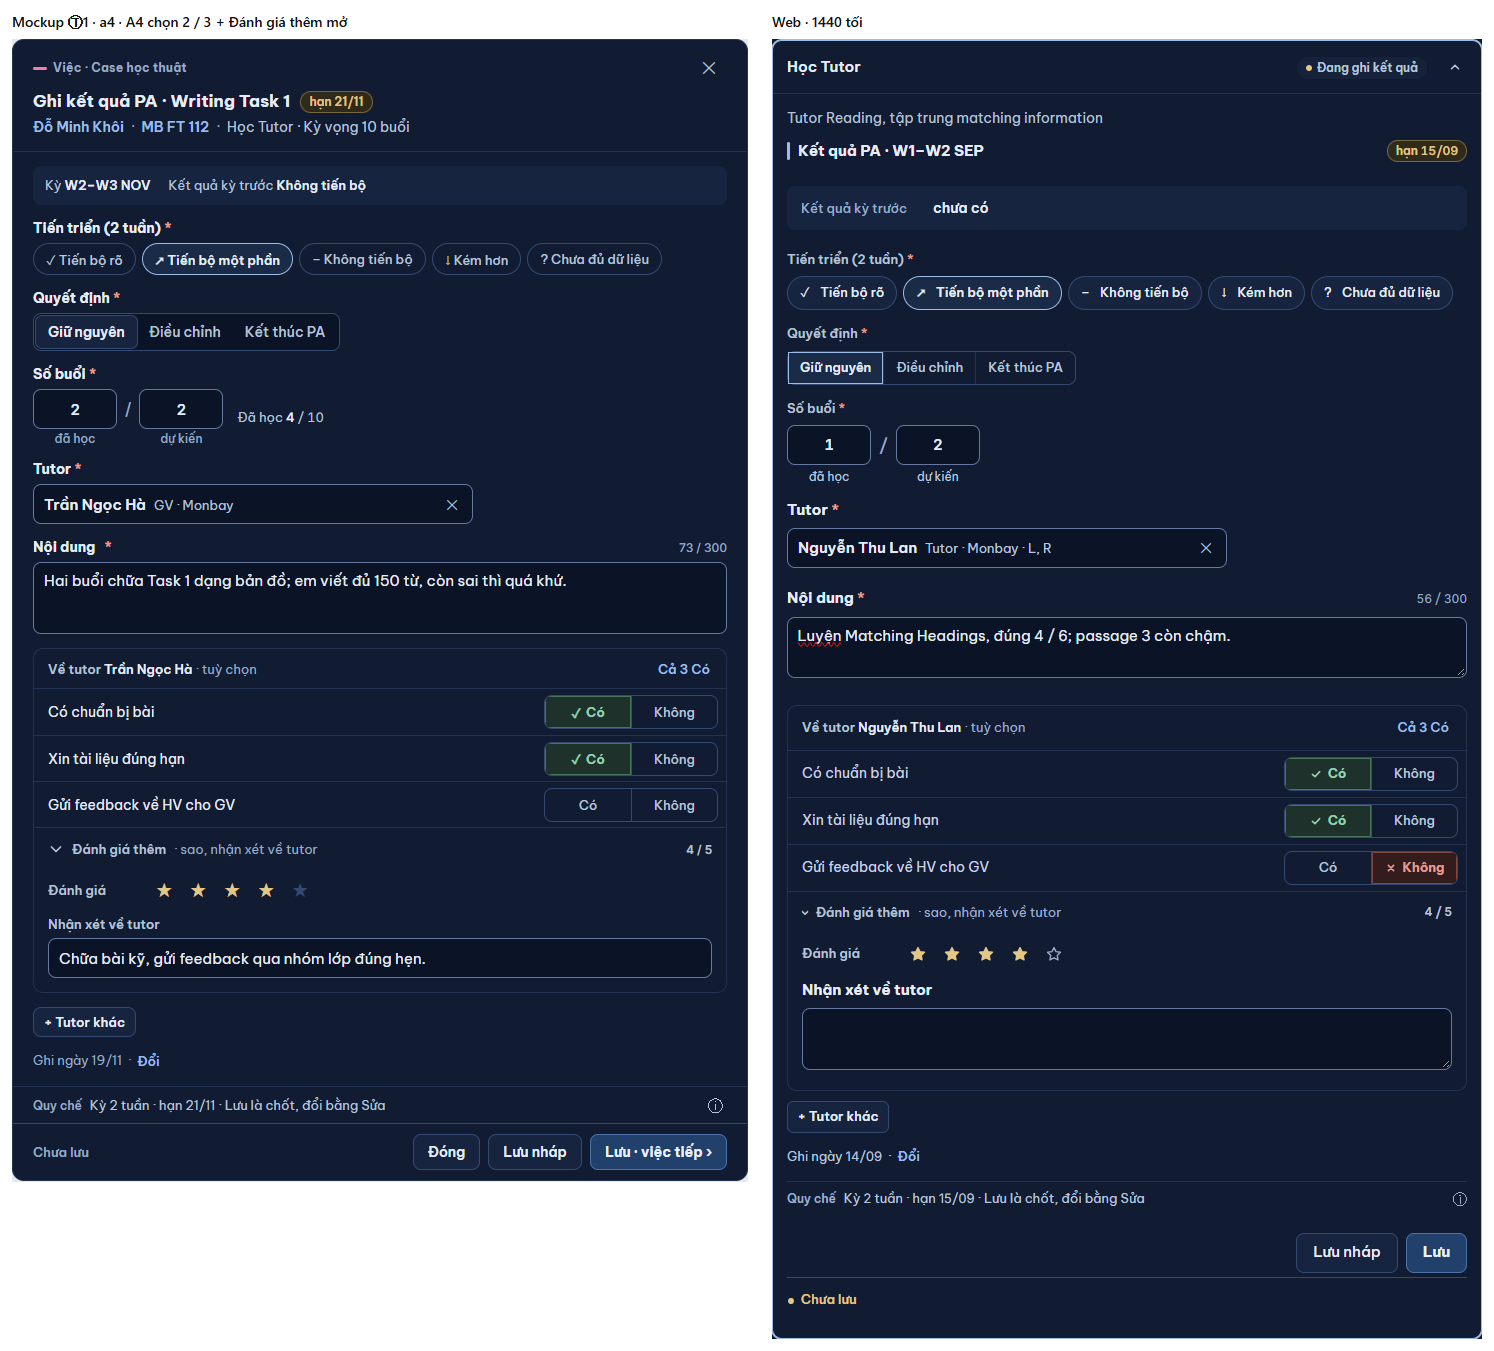 Mockup Ⓣ1 · a4 · A4 chọn 2 / 3 + Đánh giá thêm mở
Việc · Case học thuật
Ghi kết quả PA · Writing Task 1 hạn 21/11
Đỗ Minh Khôi · MB FT 112 · Học Tutor · Kỳ vọng 10 buổi
Kỳ W2–W3 NOV Kết quả kỳ trước Không tiến bộ
Tiến triển (2 tuần) *
✓ Tiến bộ rõ ↗ Tiến bộ một phần – Không tiến bộ ↓ Kém hơn ? Chưa đủ dữ liệu
Quyết định *
Giữ nguyên Điều chỉnh Kết thúc PA
Số buổi *
2 / 2 Đã học 4 / 10
đã học dự kiến
Tutor *
Trần Ngọc Hà GV · Monbay
Nội dung * 73 / 300
Hai buổi chữa Task 1 dạng bản đồ; em viết đủ 150 từ, còn sai thì quá khứ.
Về tutor Trần Ngọc Hà · tuỳ chọn Cả 3 Có
Có chuẩn bị bài ✓ Có Không
Xin tài liệu đúng hạn ✓ Có Không
Gửi feedback về HV cho GV Có Không
Đánh giá thêm · sao, nhận xét về tutor 4 / 5
Đánh giá ★ ★ ★ ★ ★
Nhận xét về tutor
Chữa bài kỹ, gửi feedback qua nhóm lớp đúng hẹn.
+ Tutor khác
Ghi ngày 19/11 · Đổi
Quy chế Kỳ 2 tuần · hạn 21/11 · Lưu là chốt, đổi bằng Sửa
Chưa lưu Đóng Lưu nháp Lưu · việc tiếp ›
Web · 1440 tối
Học Tutor Đang ghi kết quả
Tutor Reading, tập trung matching information
Kết quả PA · W1–W2 SEP hạn 15/09
Kết quả kỳ trước chưa có
Tiến triển (2 tuần) *
✓ Tiến bộ rõ ↗ Tiến bộ một phần – Không tiến bộ ↓ Kém hơn ? Chưa đủ dữ liệu
Quyết định *
Giữ nguyên Điều chỉnh Kết thúc PA
Số buổi *
1 / 2
đã học dự kiến
Tutor *
Nguyễn Thu Lan Tutor · Monbay · L, R
Nội dung * 56 / 300
Luyện Matching Headings, đúng 4 / 6; passage 3 còn chậm.
Về tutor Nguyễn Thu Lan · tuỳ chọn Cả 3 Có
Có chuẩn bị bài ✓ Có Không
Xin tài liệu đúng hạn ✓ Có Không
Gửi feedback về HV cho GV Có × Không
Đánh giá thêm · sao, nhận xét về tutor 4 / 5
Đánh giá ★ ★ ★ ★ ☆
Nhận xét về tutor
+ Tutor khác
Ghi ngày 14/09 · Đổi
Quy chế Kỳ 2 tuần · hạn 15/09 · Lưu là chốt, đổi bằng Sửa
Lưu nháp Lưu
Chưa lưu